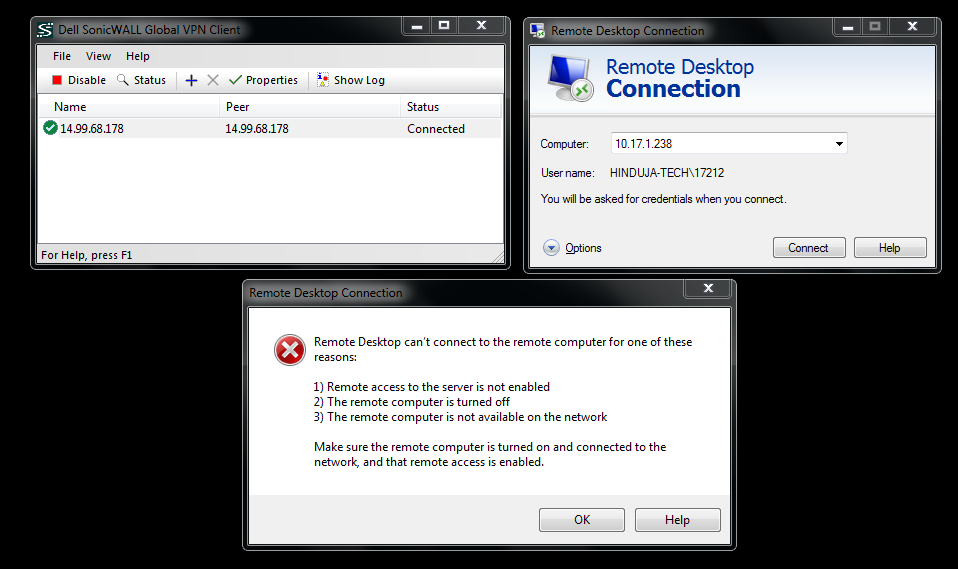 Dell SonicWALL Global VPN Client
File View Help
Disable Status Properties Show Log
Name Peer Status
14.99.68.178 14.99.68.178 Connected
For Help, press F1
Remote Desktop Connection
Remote Desktop
Connection
Computer: 10.17.1.238
User name: HINDUJA-TECH\17212
You will be asked for credentials when you connect.
Options Connect Help
Remote Desktop Connection
Remote Desktop can't connect to the remote computer for one of these
reasons:
1) Remote access to the server is not enabled
2) The remote computer is turned off
3) The remote computer is not available on the network
Make sure the remote computer is turned on and connected to the
network, and that remote access is enabled.
OK Help